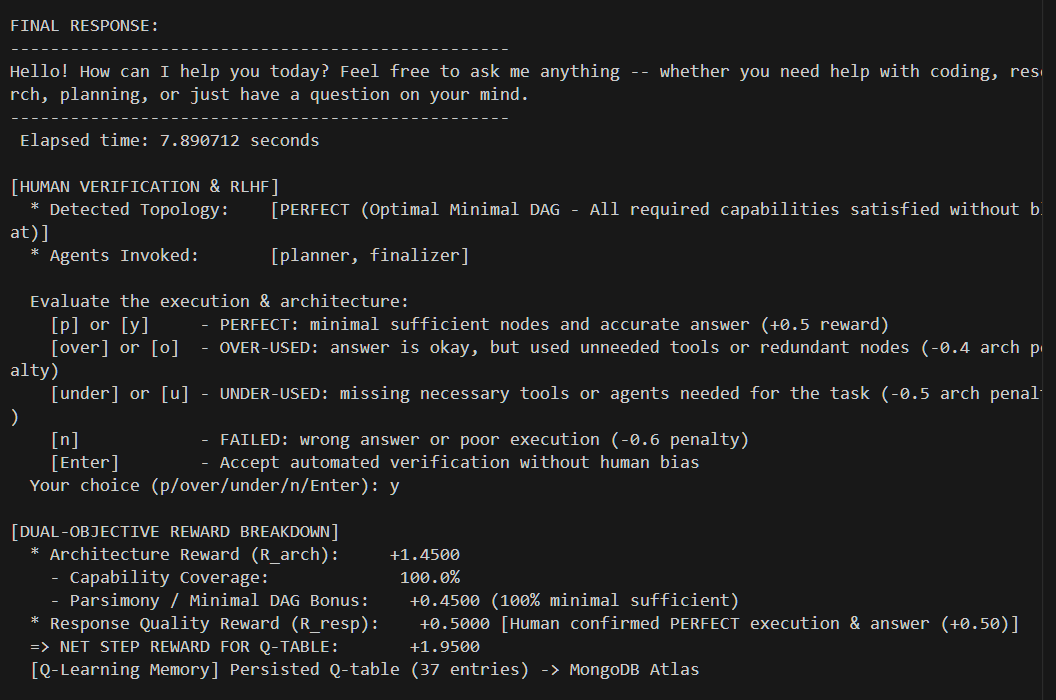 FINAL RESPONSE:
--------------------------------------------------
Hello! How can I help you today? Feel free to ask me anything -- whether you need help with coding, res
rch, planning, or just have a question on your mind.
--------------------------------------------------
Elapsed time: 7.890712 seconds
[HUMAN VERIFICATION & RLHF]
* Detected Topology: [PERFECT (Optimal Minimal DAG - All required capabilities satisfied without b
at)]
* Agents Invoked: [planner, finalizer]
Evaluate the execution & architecture:
[p] or [y] - PERFECT: minimal sufficient nodes and accurate answer (+0.5 reward)
[over] or [o] - OVER-USED: answer is okay, but used unneeded tools or redundant nodes (-0.4 arch p
alty)
[under] or [u] - UNDER-USED: missing necessary tools or agents needed for the task (-0.5 arch penal
)
[n] - FAILED: wrong answer or poor execution (-0.6 penalty)
[Enter] - Accept automated verification without human bias
Your choice (p/over/under/n/Enter): y
[DUAL-OBJECTIVE REWARD BREAKDOWN]
* Architecture Reward (R_arch): +1.4500
- Capability Coverage: 100.0%
- Parsimony / Minimal DAG Bonus: +0.4500 (100% minimal sufficient)
* Response Quality Reward (R_resp): +0.5000 [Human confirmed PERFECT execution & answer (+0.50)]
=> NET STEP REWARD FOR Q-TABLE: +1.9500
[Q-Learning Memory] Persisted Q-table (37 entries) -> MongoDB Atlas